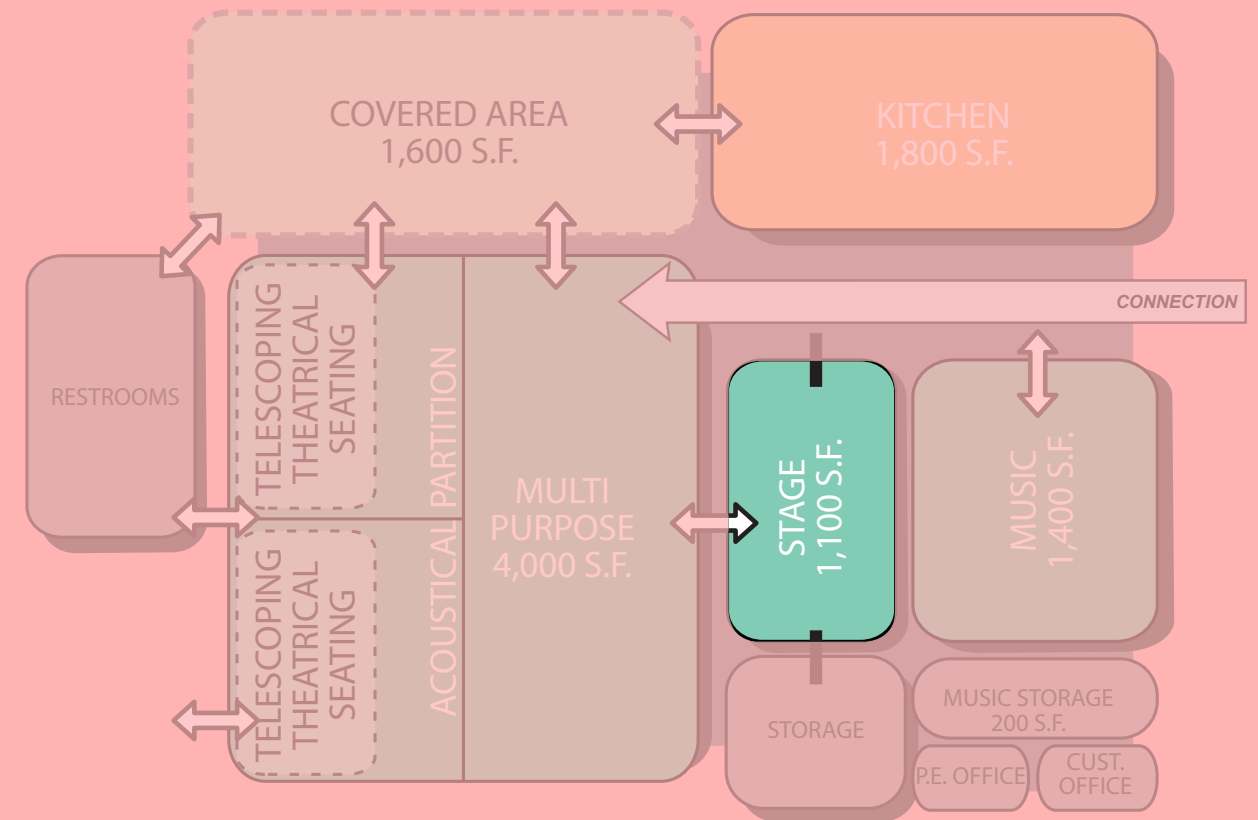 COVERED AREA
1,600 S.F.
KITCHEN
1,800 S.F.
CONNECTION
RESTROOMS
TELESCOPING
THEATRICAL
SEATING
TELESCOPING
THEATRICAL
SEATING
ACOUSTICAL PARTITION
MULTI
PURPOSE
4,000 S.F.
STAGE
1,100 S.F.
MUSIC
1,400 S.F.
STORAGE
MUSIC STORAGE
200 S.F.
P.E. OFFICE
CUST.
OFFICE